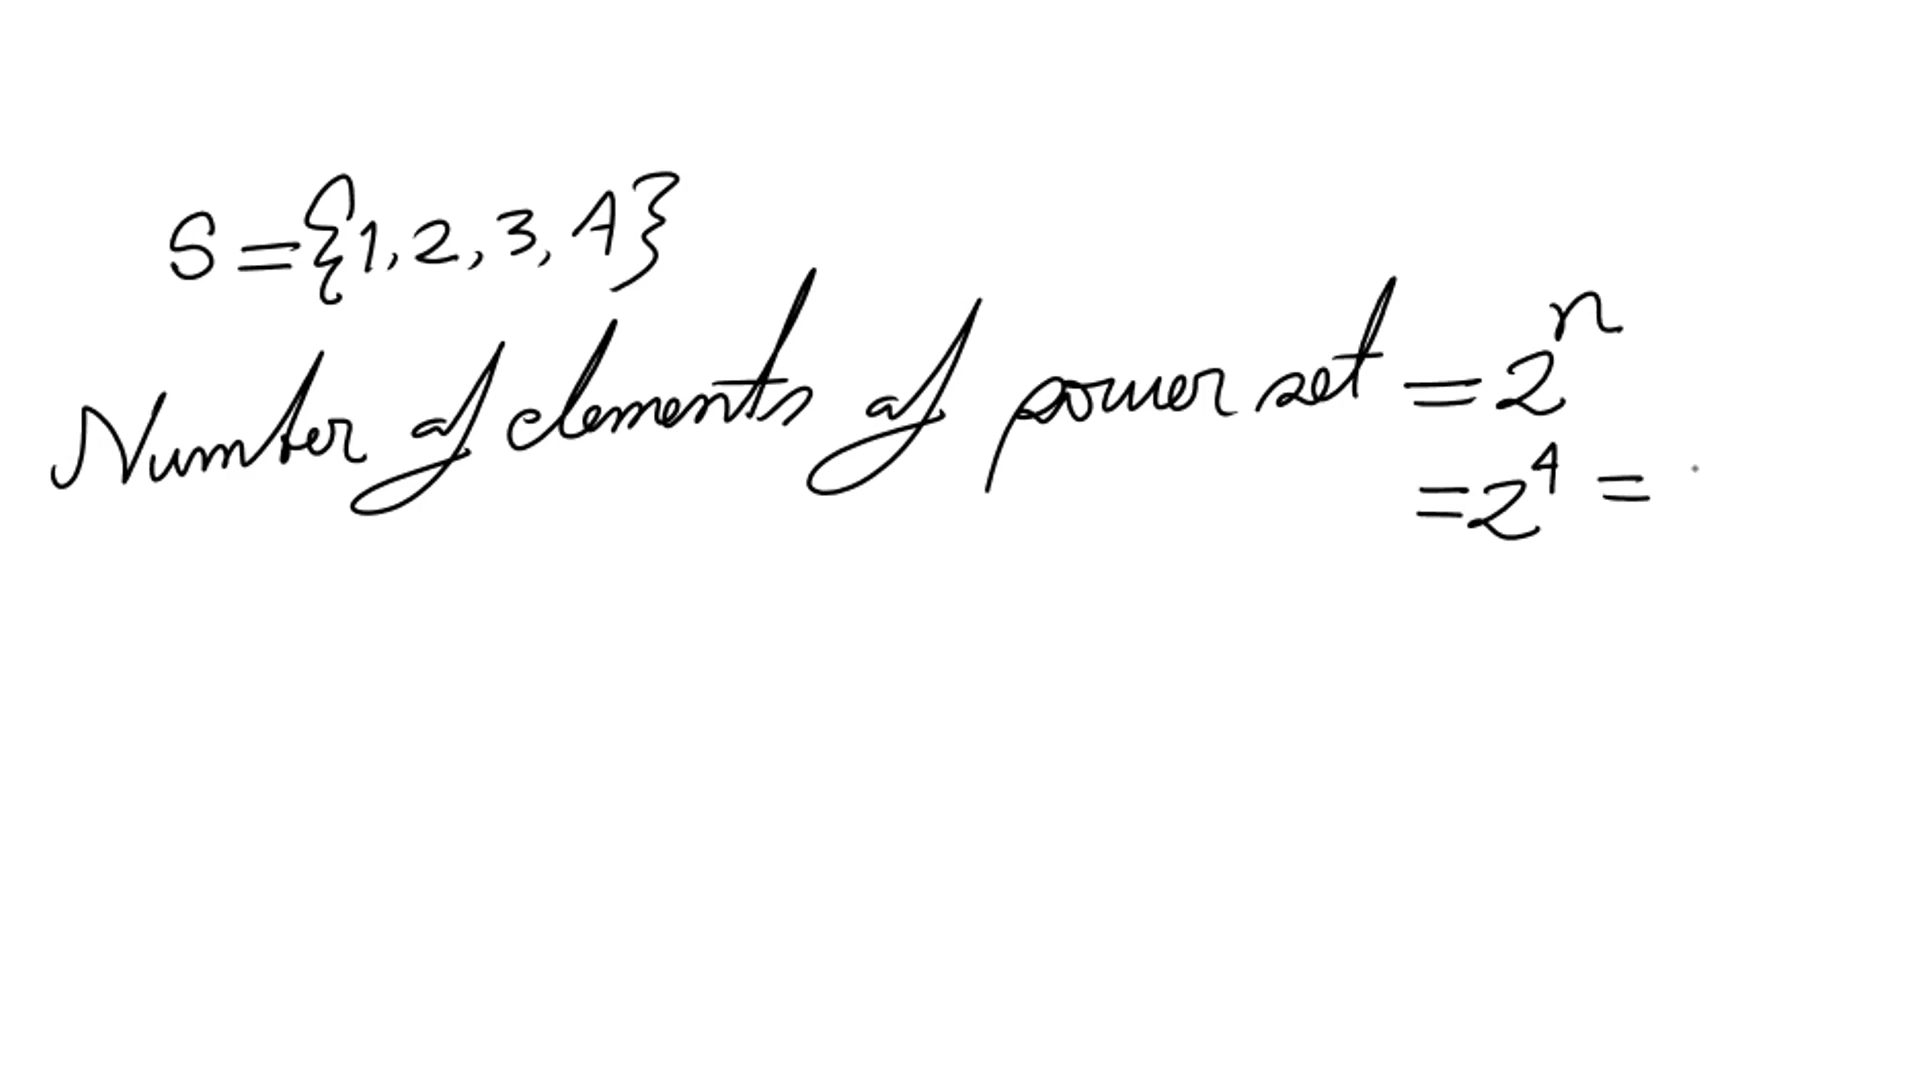 S={1,2,3,4}
Number of elements of power set = 2^n
=2^4 =